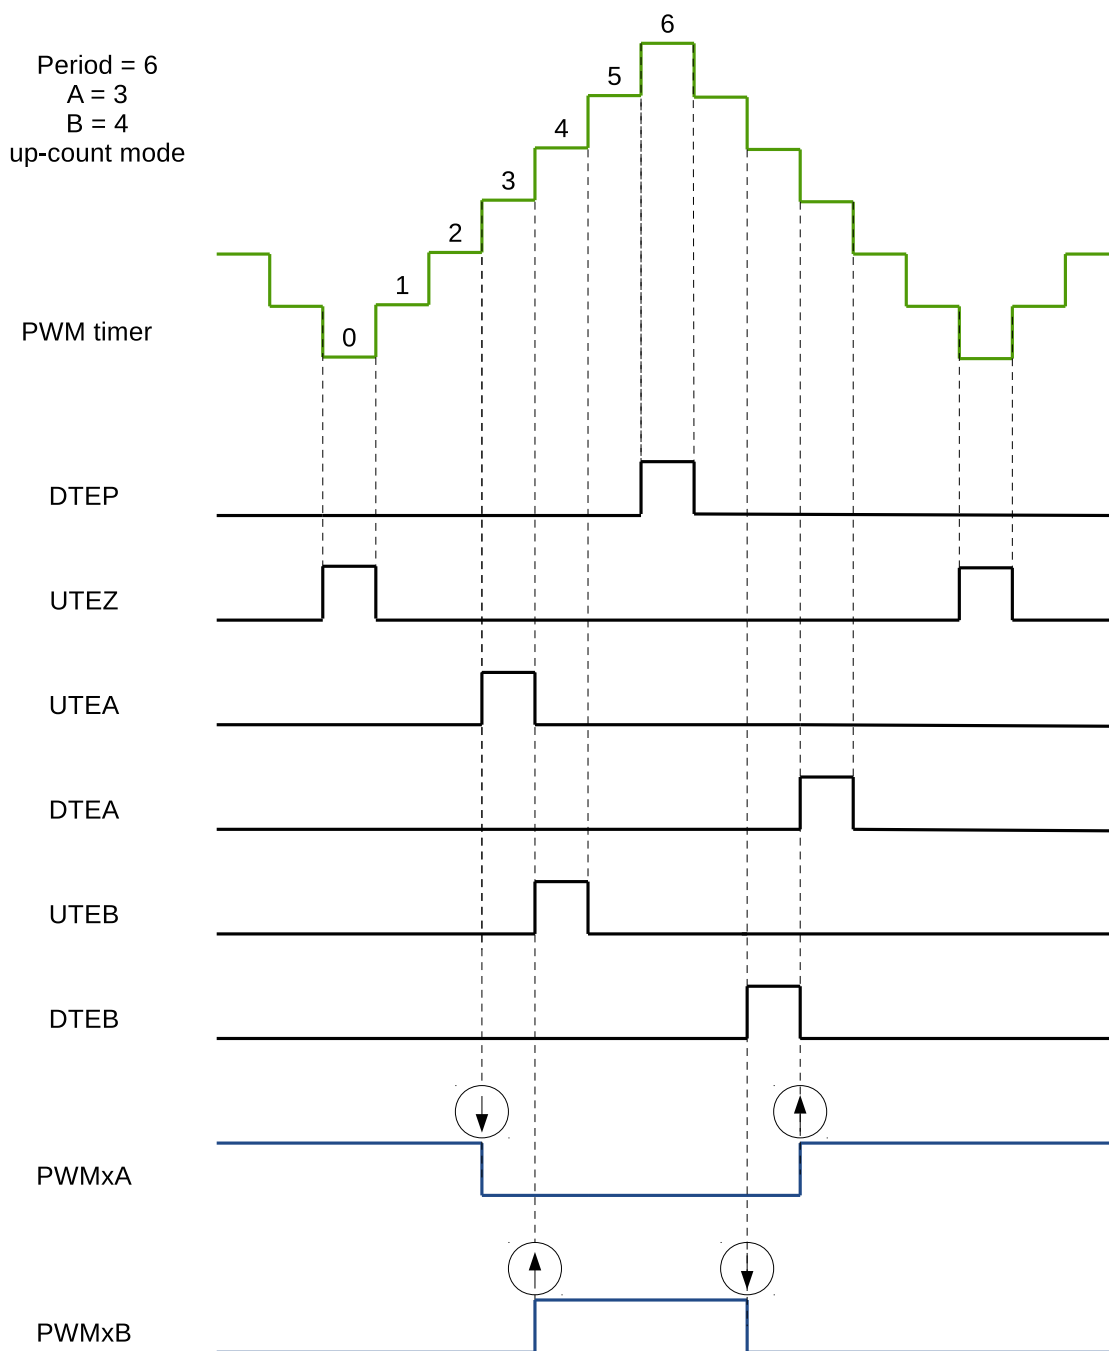 6
Period = 6
A = 3
B = 4
up-count mode
5
4
3
2
1
0
PWM timer
DTEP
UTEZ
UTEA
DTEA
UTEB
DTEB
PWMxA
PWMxB